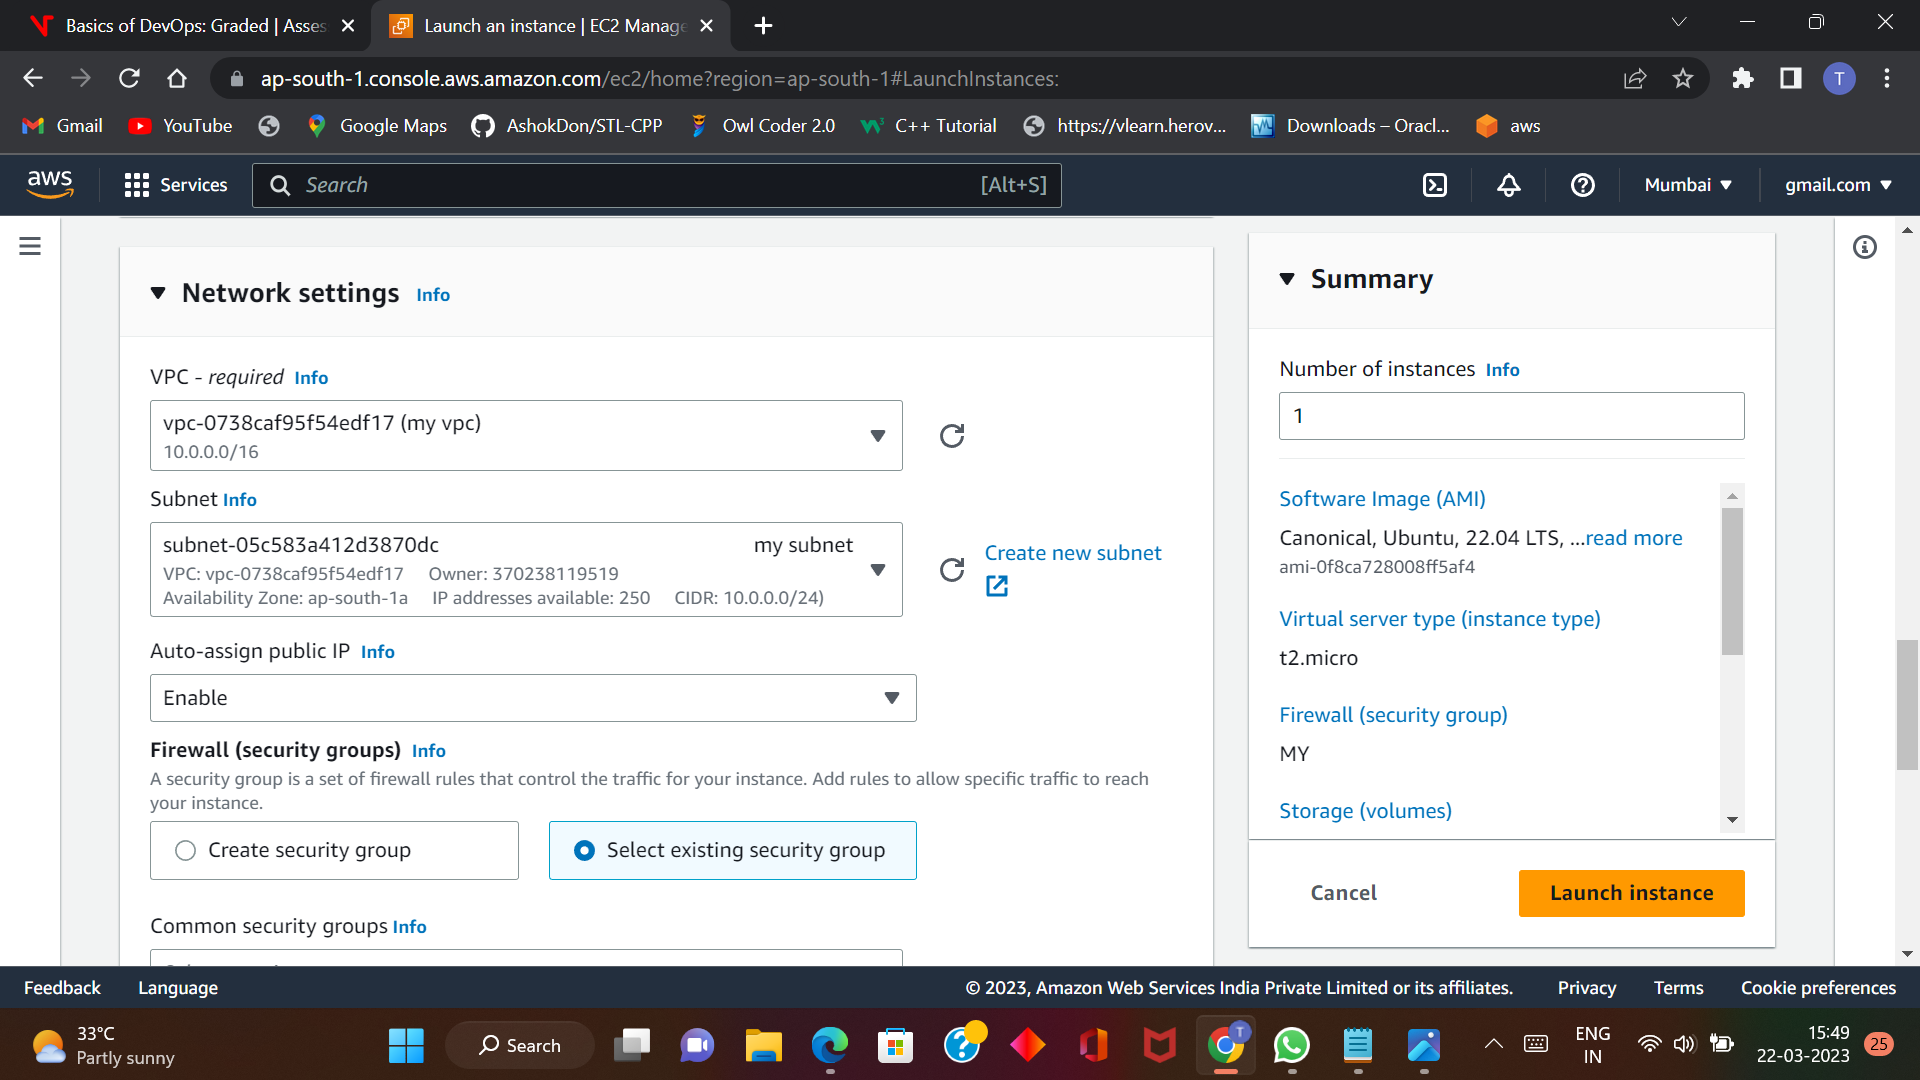 Basics of DevOps: Graded | Asses
Launch an instance | EC2 Manage
ap-south-1.console.aws.amazon.com/ec2/home?region=ap-south-1#LaunchInstances:
T
Gmail
YouTube
Google Maps
AshokDon/STL-CPP
Owl Coder 2.0
C++ Tutorial
https://vlearn.herov...
Downloads – Oracl...
aws
aws
Services
Search
[Alt+S]
Mumbai
gmail.com
Network settings Info
VPC - required Info
vpc-0738caf95f54edf17 (my vpc)
10.0.0.0/16
Subnet Info
subnet-05c583a412d3870dc my subnet
VPC: vpc-0738caf95f54edf17 Owner: 370238119519
Availability Zone: ap-south-1a IP addresses available: 250 CIDR: 10.0.0.0/24)
Create new subnet
Auto-assign public IP Info
Enable
Firewall (security groups) Info
A security group is a set of firewall rules that control the traffic for your instance. Add rules to allow specific traffic to reach
your instance.
Create security group
Select existing security group
Common security groups Info
Summary
Number of instances Info
1
Software Image (AMI)
Canonical, Ubuntu, 22.04 LTS, ...read more
ami-0f8ca728008ff5af4
Virtual server type (instance type)
t2.micro
Firewall (security group)
MY
Storage (volumes)
Cancel
Launch instance
Feedback
Language
© 2023, Amazon Web Services India Private Limited or its affiliates.
Privacy
Terms
Cookie preferences
33°C
Partly sunny
Search
T
ENG
IN
15:49
22-03-2023
25